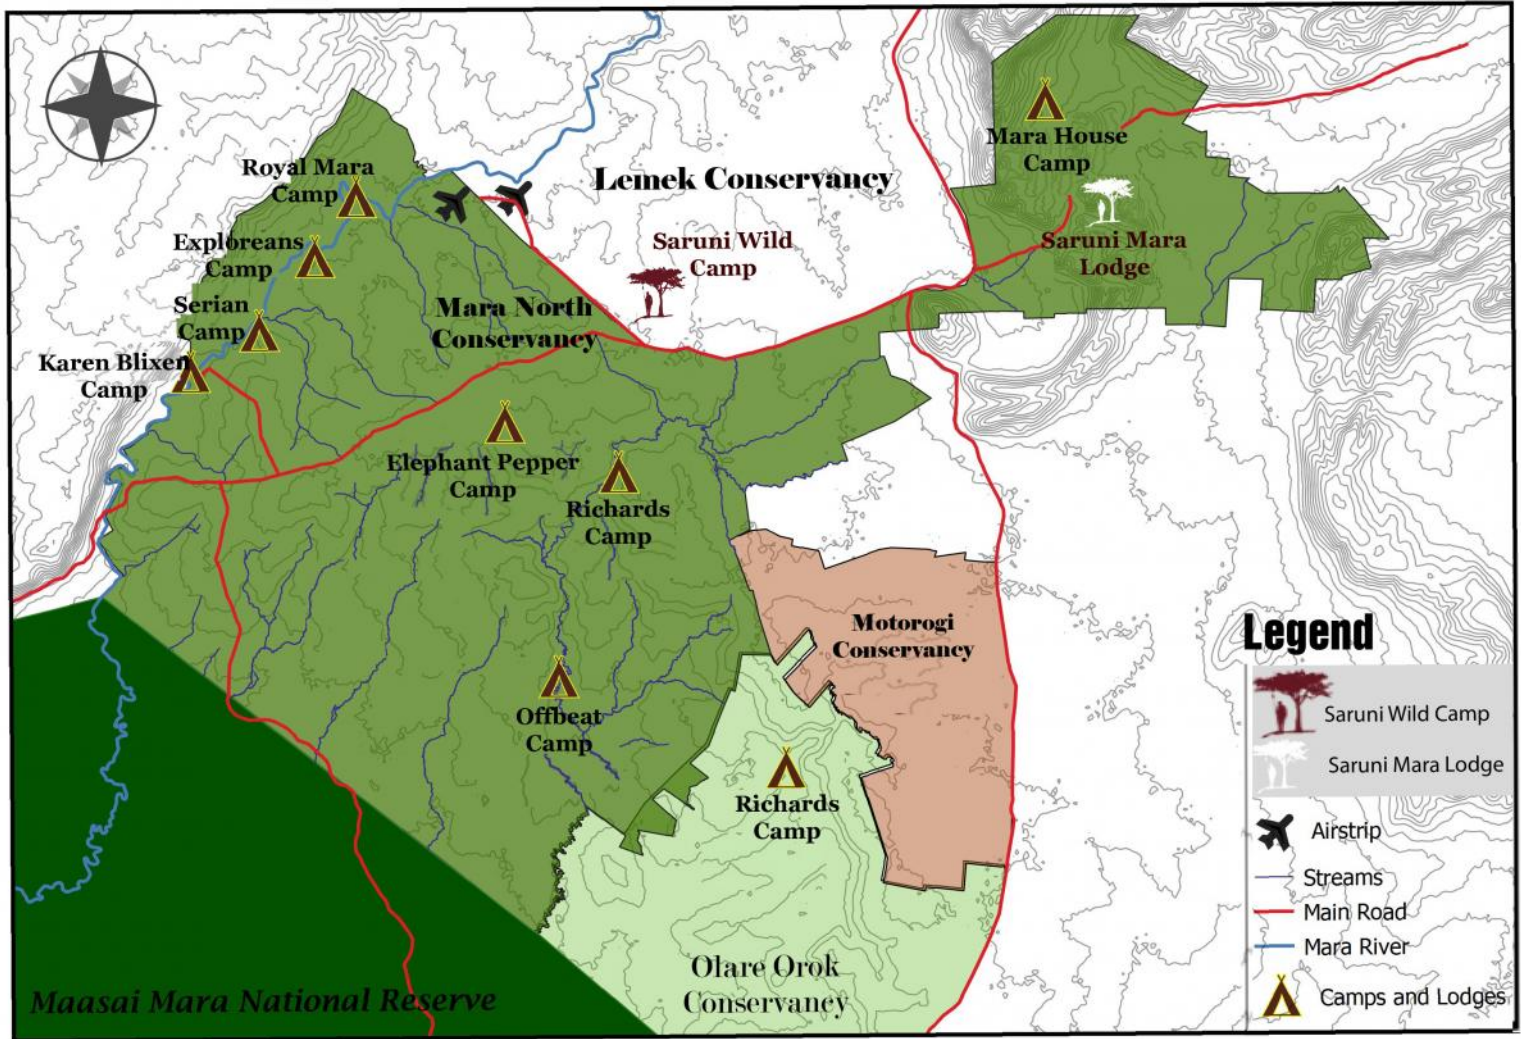 Royal Mara
Camp
Exploreans
Camp
Serian
Camp
Karen Blixen
Camp
Lemek Conservancy
Saruni Wild
Camp
Mara House
Camp
Saruni Mara
Lodge
Mara North
Conservancy
Elephant Pepper
Camp
Richards
Camp
Offbeat
Camp
Motorogi
Conservancy
Richards
Camp
Olare Orok
Conservancy
Maasai Mara National Reserve
Legend
Saruni Wild Camp
Saruni Mara Lodge
Airstrip
Streams
Main Road
Mara River
Camps and Lodges